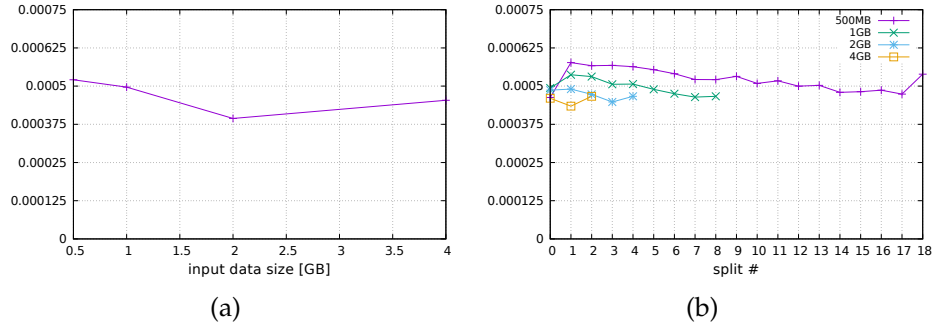 0.00075
0.000625
0.0005
0.000375
0.00025
0.000125
0
0.5 1 1.5 2 2.5 3 3.5 4
input data size [GB]
(a)
0.00075
0.000625
0.0005
0.000375
0.00025
0.000125
0
500MB
1GB
2GB
4GB
0 1 2 3 4 5 6 7 8 9 10 11 12 13 14 15 16 17 18
split #
(b)